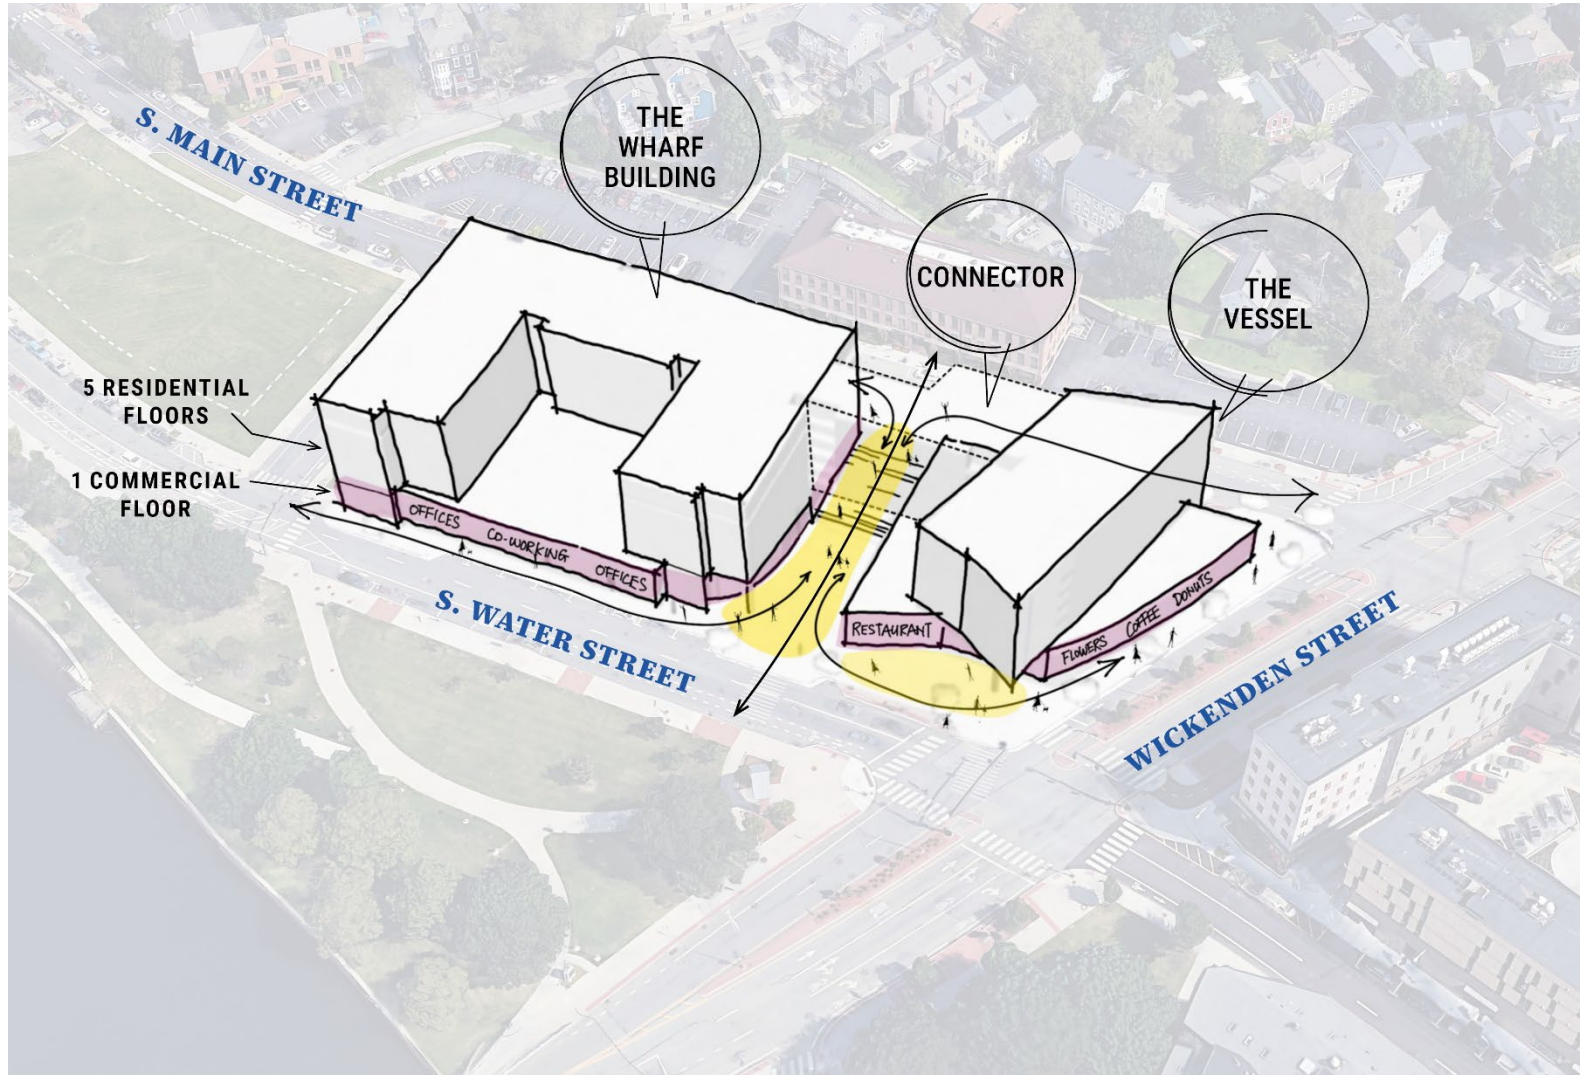 S. MAIN STREET
THE
WHARF
BUILDING
CONNECTOR
THE
VESSEL
5 RESIDENTIAL
FLOORS
1 COMMERCIAL
FLOOR
OFFICES CO-WORKING OFFICES
RESTAURANT
FLOWERS COFFEE DONUTS
S. WATER STREET
WICKENDEN STREET